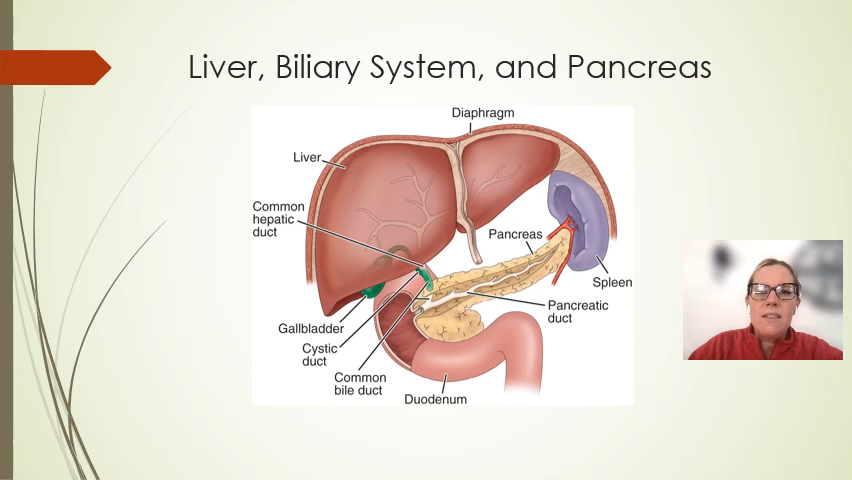 Liver, Biliary System, and Pancreas
Diaphragm
Liver
Common
hepatic
duct
Pancreas
Spleen
Pancreatic
duct
Gallbladder
Cystic
duct
Common
bile duct
Duodenum